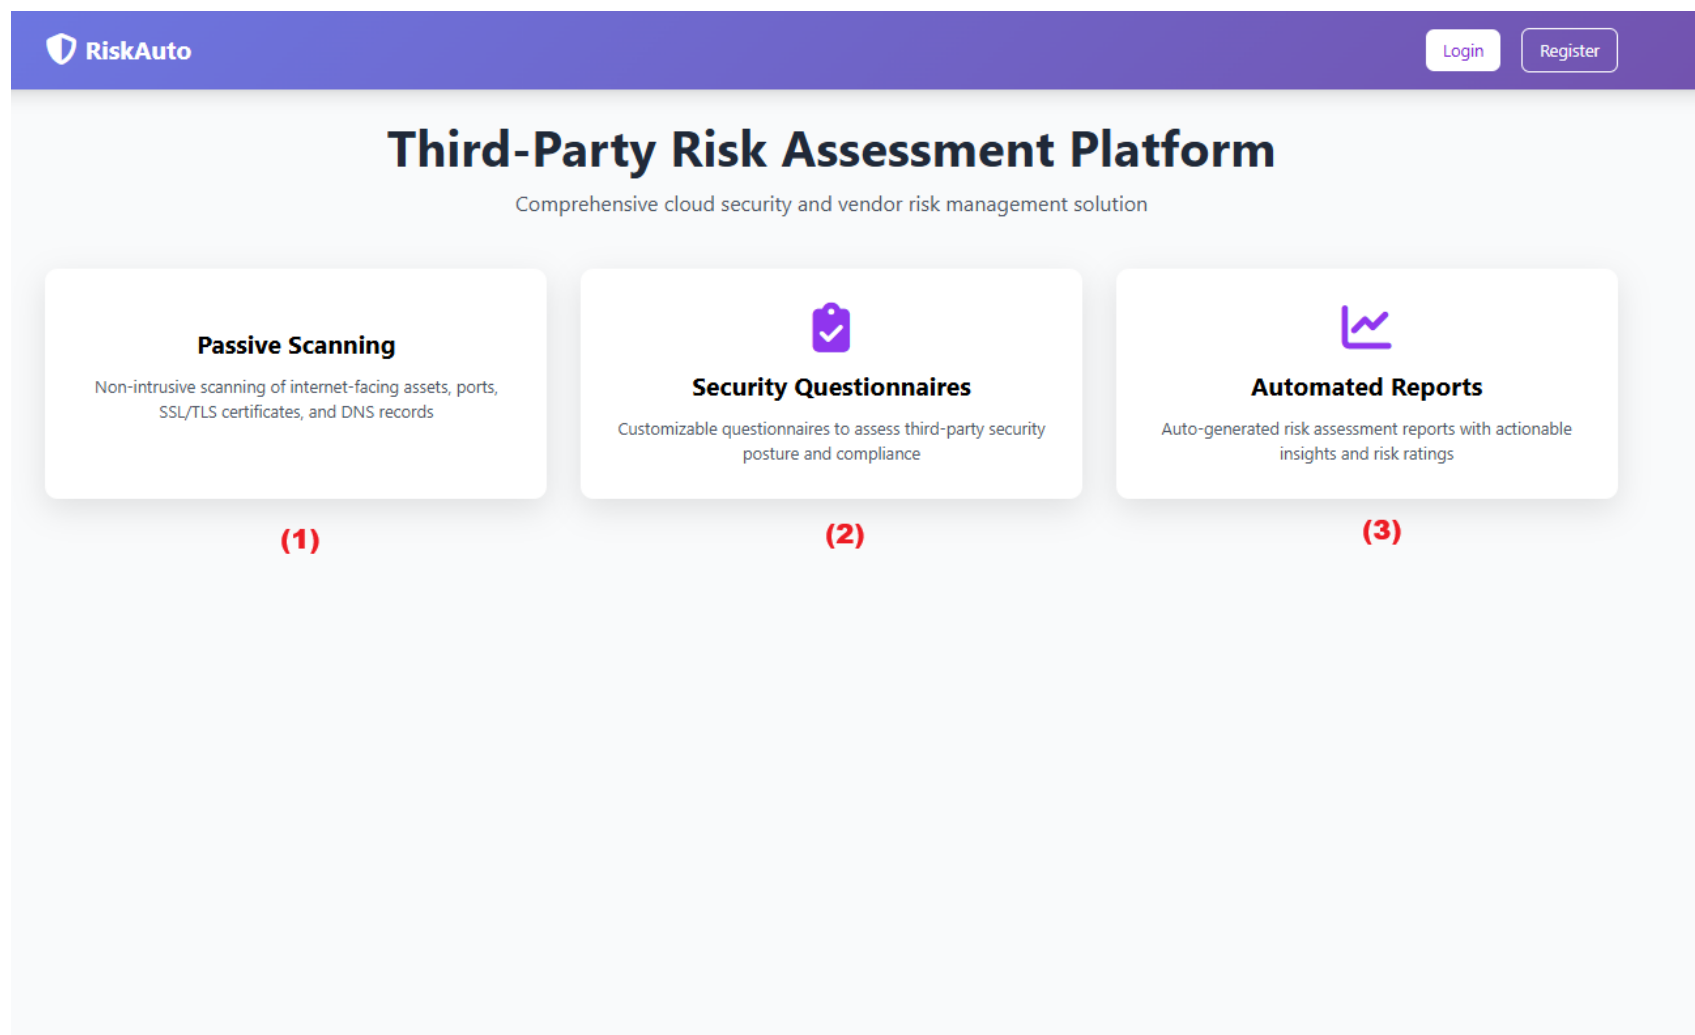 RiskAuto
Login
Register
Third-Party Risk Assessment Platform
Comprehensive cloud security and vendor risk management solution
Passive Scanning
Non-intrusive scanning of internet-facing assets, ports,
SSL/TLS certificates, and DNS records
(1)
Security Questionnaires
Customizable questionnaires to assess third-party security
posture and compliance
(2)
Automated Reports
Auto-generated risk assessment reports with actionable
insights and risk ratings
(3)